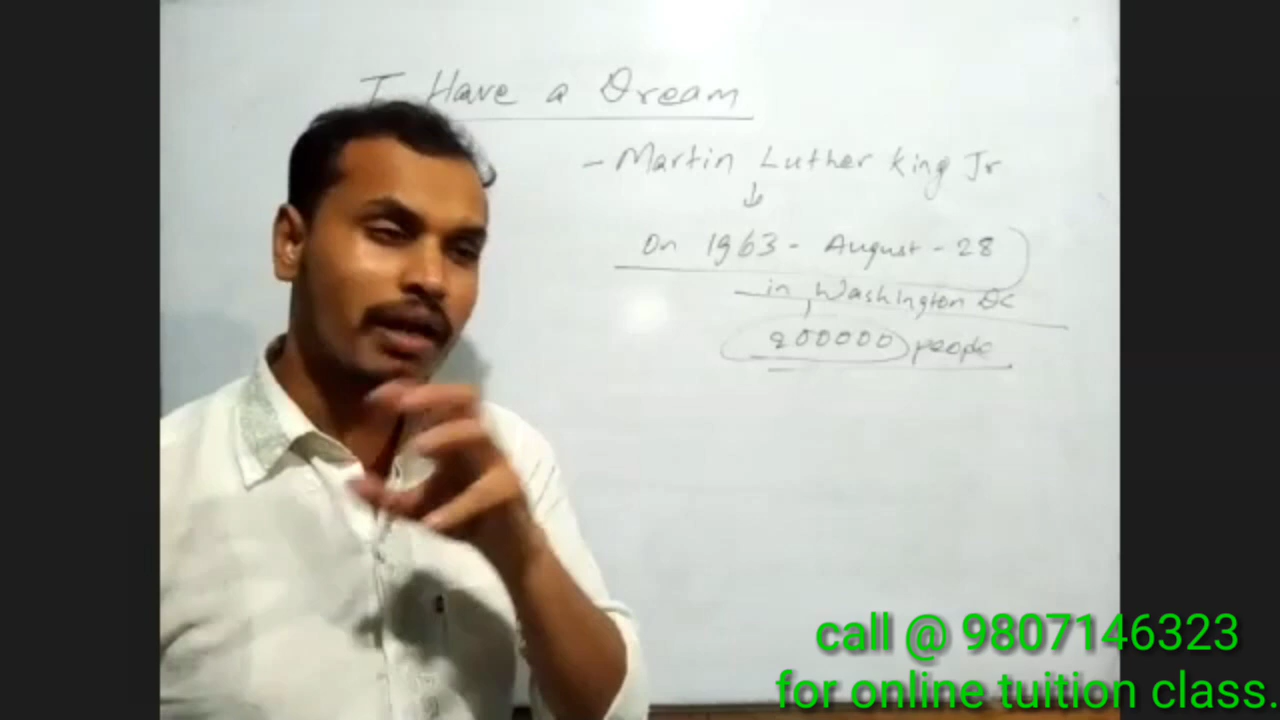 I Have a Dream
- Martin Luther king Jr
On 1963 - August - 28
in Washington DC
200000 people
call @ 9807146323
for online tuition class.